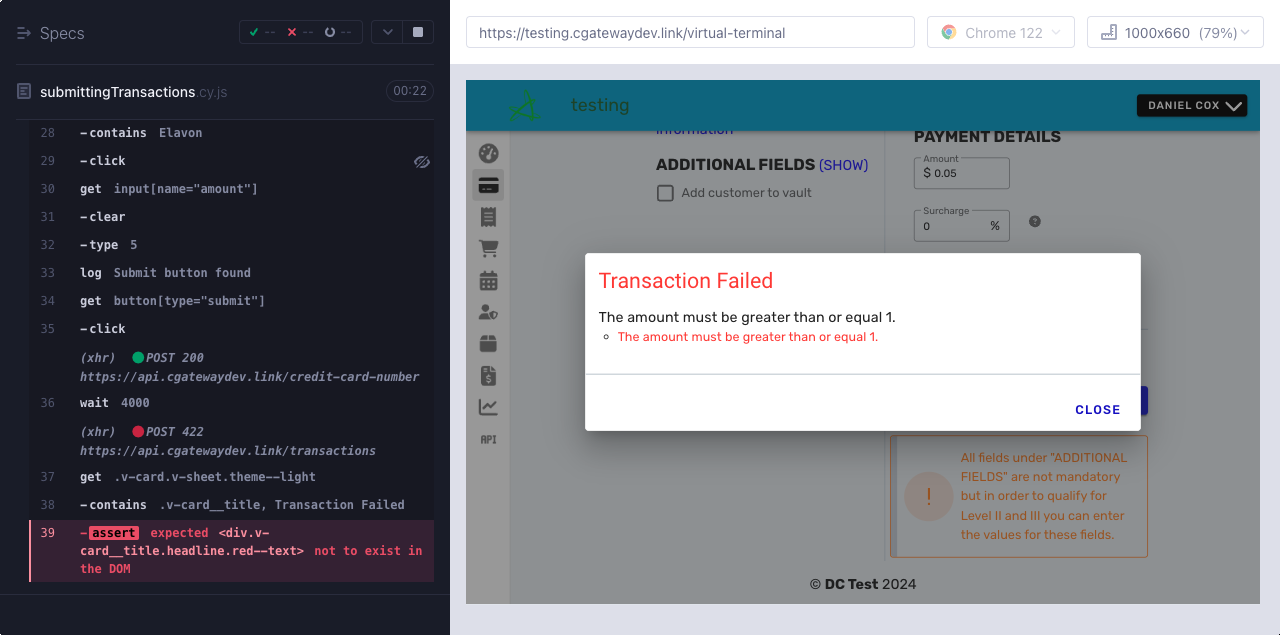 Specs
-- -- --
submittingTransactions.cy.js 00:22
28 -contains Elavon
29 -click
30 get input[name="amount"]
31 -clear
32 -type 5
33 log Submit button found
34 get button[type="submit"]
35 -click
(xhr) POST 200
https://api.cgatewaydev.link/credit-card-number
36 wait 4000
(xhr) POST 422
https://api.cgatewaydev.link/transactions
37 get .v-card.v-sheet.theme--light
38 -contains .v-card__title, Transaction Failed
39 -assert expected <div.v-
card__title.headline.red--text> not to exist in
the DOM
https://testing.cgatewaydev.link/virtual-terminal
Chrome 122
1000x660 (79%)
testing
DANIEL COX
information
ADDITIONAL FIELDS (SHOW)
Add customer to vault
PAYMENT DETAILS
Amount
$ 0.05
Surcharge
0 %
?
Transaction Failed
The amount must be greater than or equal 1.
The amount must be greater than or equal 1.
CLOSE
API
!
All fields under "ADDITIONAL
FIELDS" are not mandatory
but in order to qualify for
Level II and III you can enter
the values for these fields.
© DC Test 2024